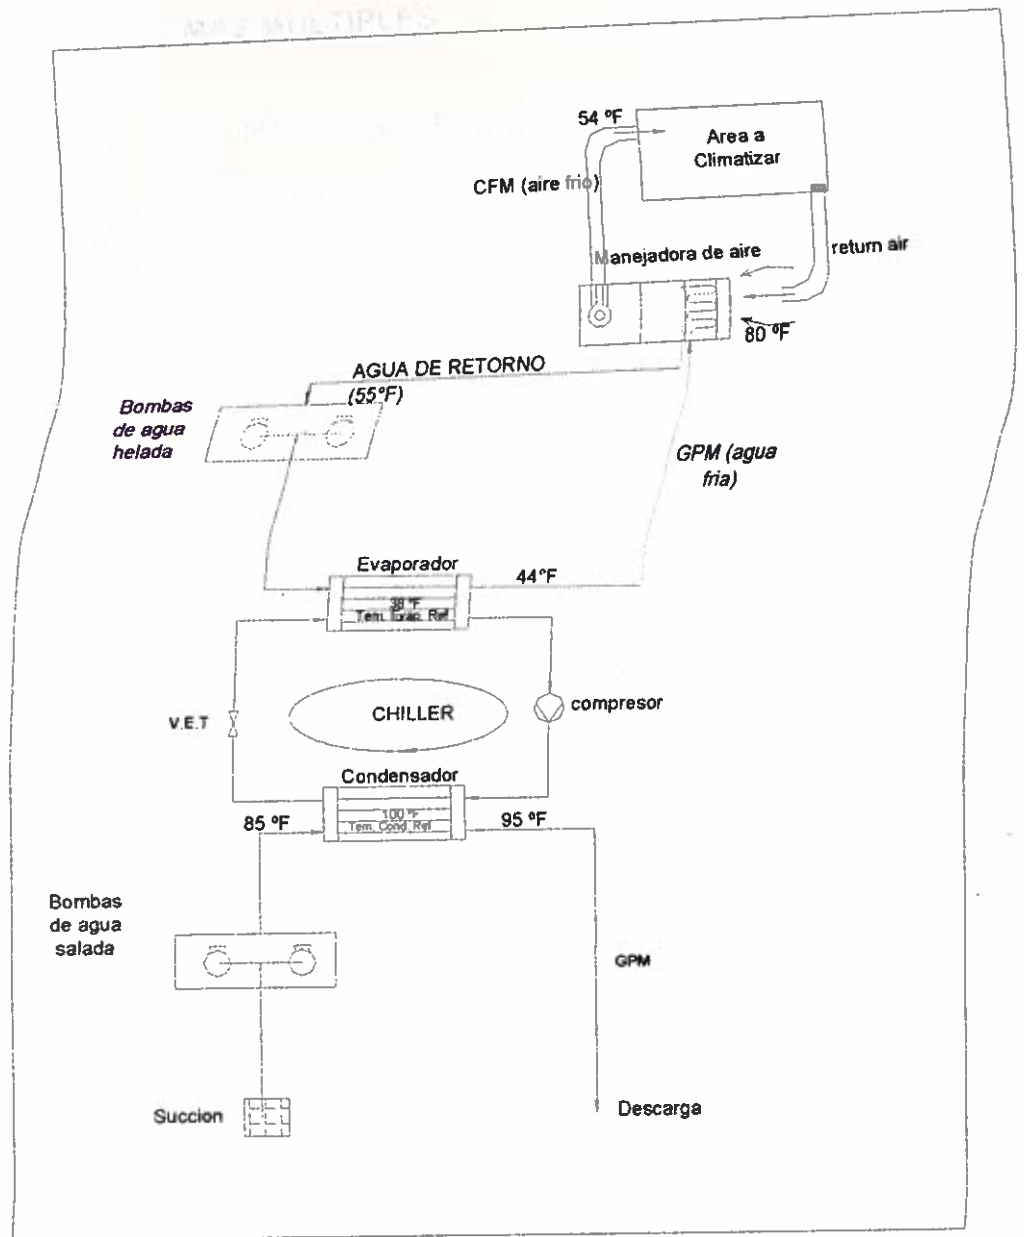 54 ºF
Area a
Climatizar
CFM (aire frio)
Manejadora de aire
return air
80 ºF
AGUA DE RETORNO
(55°F)
Bombas
de agua
helada
GPM (agua
fria)
Evaporador
44°F
38 °F
Ref
compresor
CHILLER
V.E.T
Condensador
100 °F
Tem. Cond. Ref
85 ºF
95 ºF
Bombas
de agua
salada
GPM
Succion
Descarga